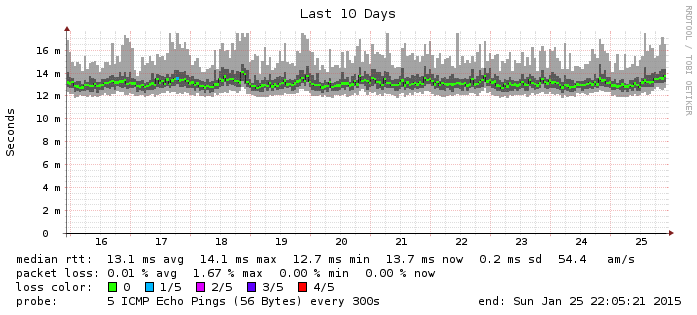 Last 10 Days
RRDTOOL / TOBI OETIKER
Seconds
16 m
14 m
12 m
10 m
8 m
6 m
4 m
2 m
0
16 17 18 19 20 21 22 23 24 25
median rtt: 13.1 ms avg 14.1 ms max 12.7 ms min 13.7 ms now 0.2 ms sd 54.4 am/s
packet loss: 0.01 % avg 1.67 % max 0.00 % min 0.00 % now
loss color: 0 1/5 2/5 3/5 4/5
probe: 5 ICMP Echo Pings (56 Bytes) every 300s end: Sun Jan 25 22:05:21 2015